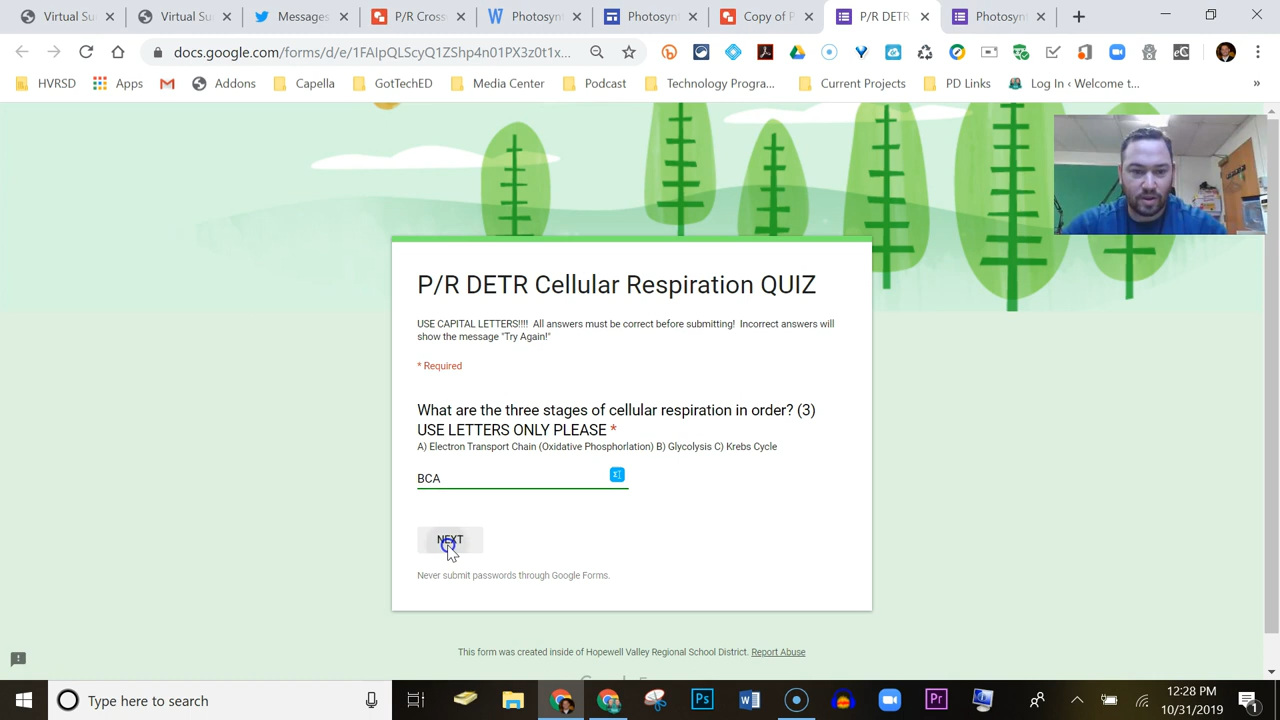 Virtual Su
Virtual Su
Messages
P/R Cross
Photosyn
Photosyn
Copy of P
P/R DETR
Photosyn
docs.google.com/forms/d/e/1FAIpQLScyQ1ZShp4n01PX3z0t1x...
HVRSD
Apps
Addons
Capella
GotTechED
Media Center
Podcast
Technology Progra...
Current Projects
PD Links
Log In ‹ Welcome t...
»
P/R DETR Cellular Respiration QUIZ
USE CAPITAL LETTERS!!!! All answers must be correct before submitting! Incorrect answers will
show the message "Try Again!"
* Required
What are the three stages of cellular respiration in order? (3)
USE LETTERS ONLY PLEASE *
A) Electron Transport Chain (Oxidative Phosphorlation) B) Glycolysis C) Krebs Cycle
BCA
NEXT
Never submit passwords through Google Forms.
This form was created inside of Hopewell Valley Regional School District. Report Abuse
Type here to search
Ps
Pr
12:28 PM
10/31/2019